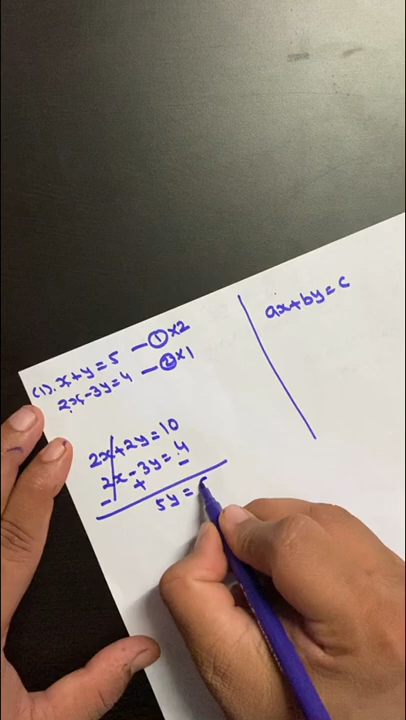 (1). x+y=5 —①×2
2x-3y=4 —②×1
2x+2y=10
2x-3y=4
- + -
5y=
ax+by=c